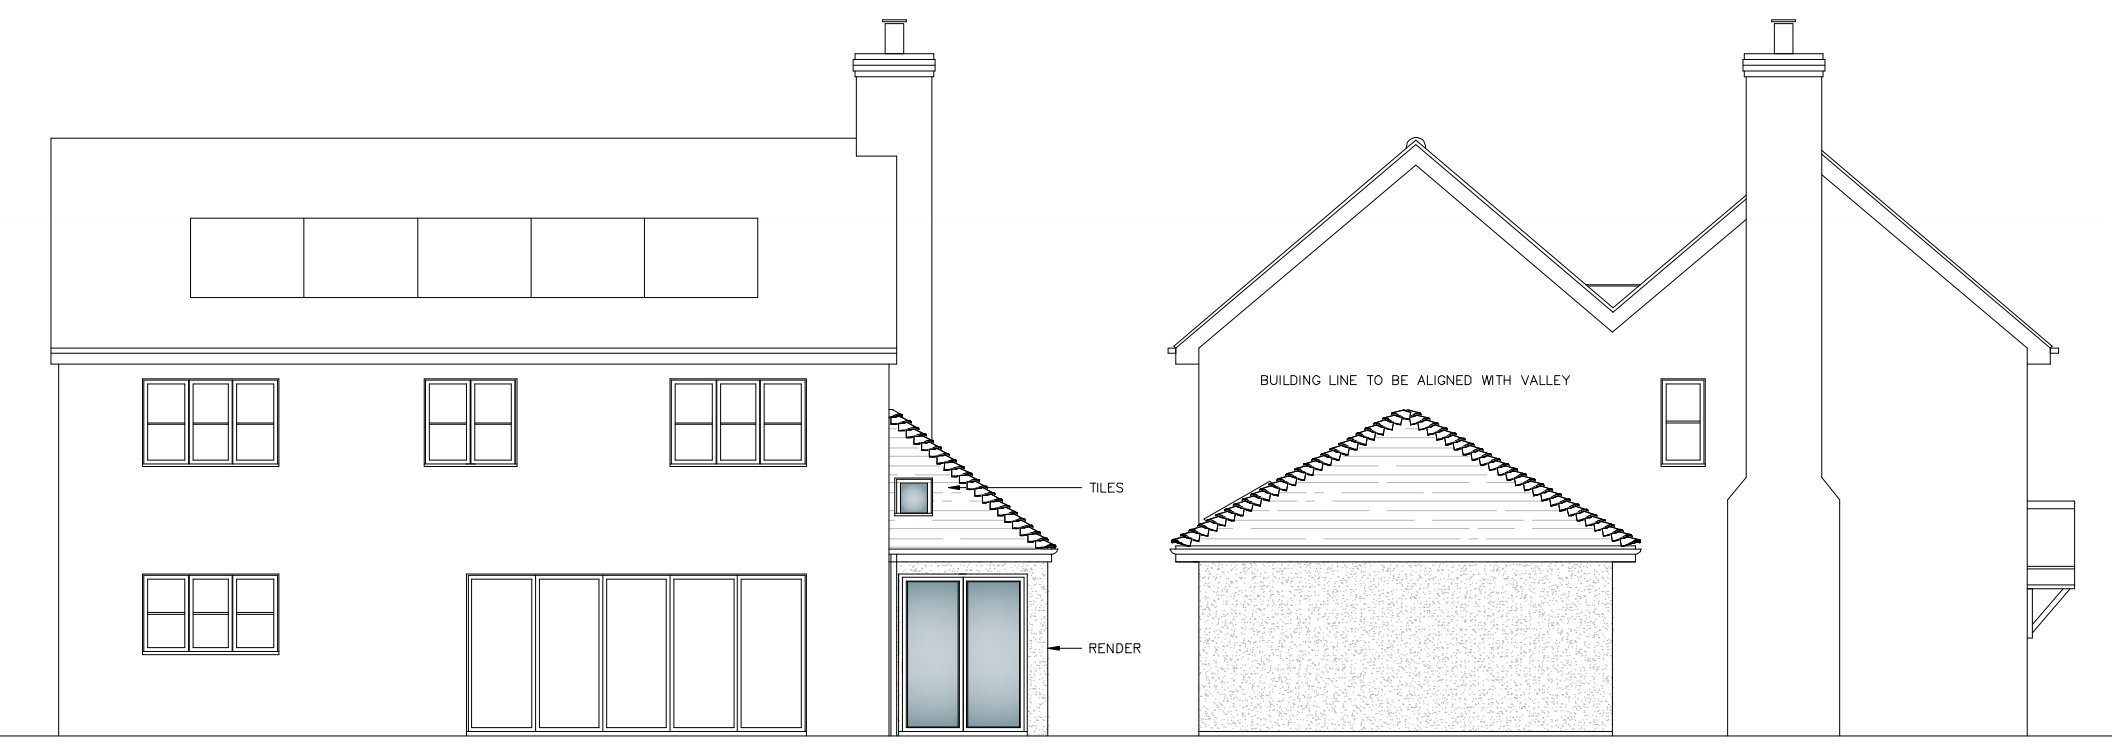 BUILDING LINE TO BE ALIGNED WITH VALLEY
TILES
RENDER